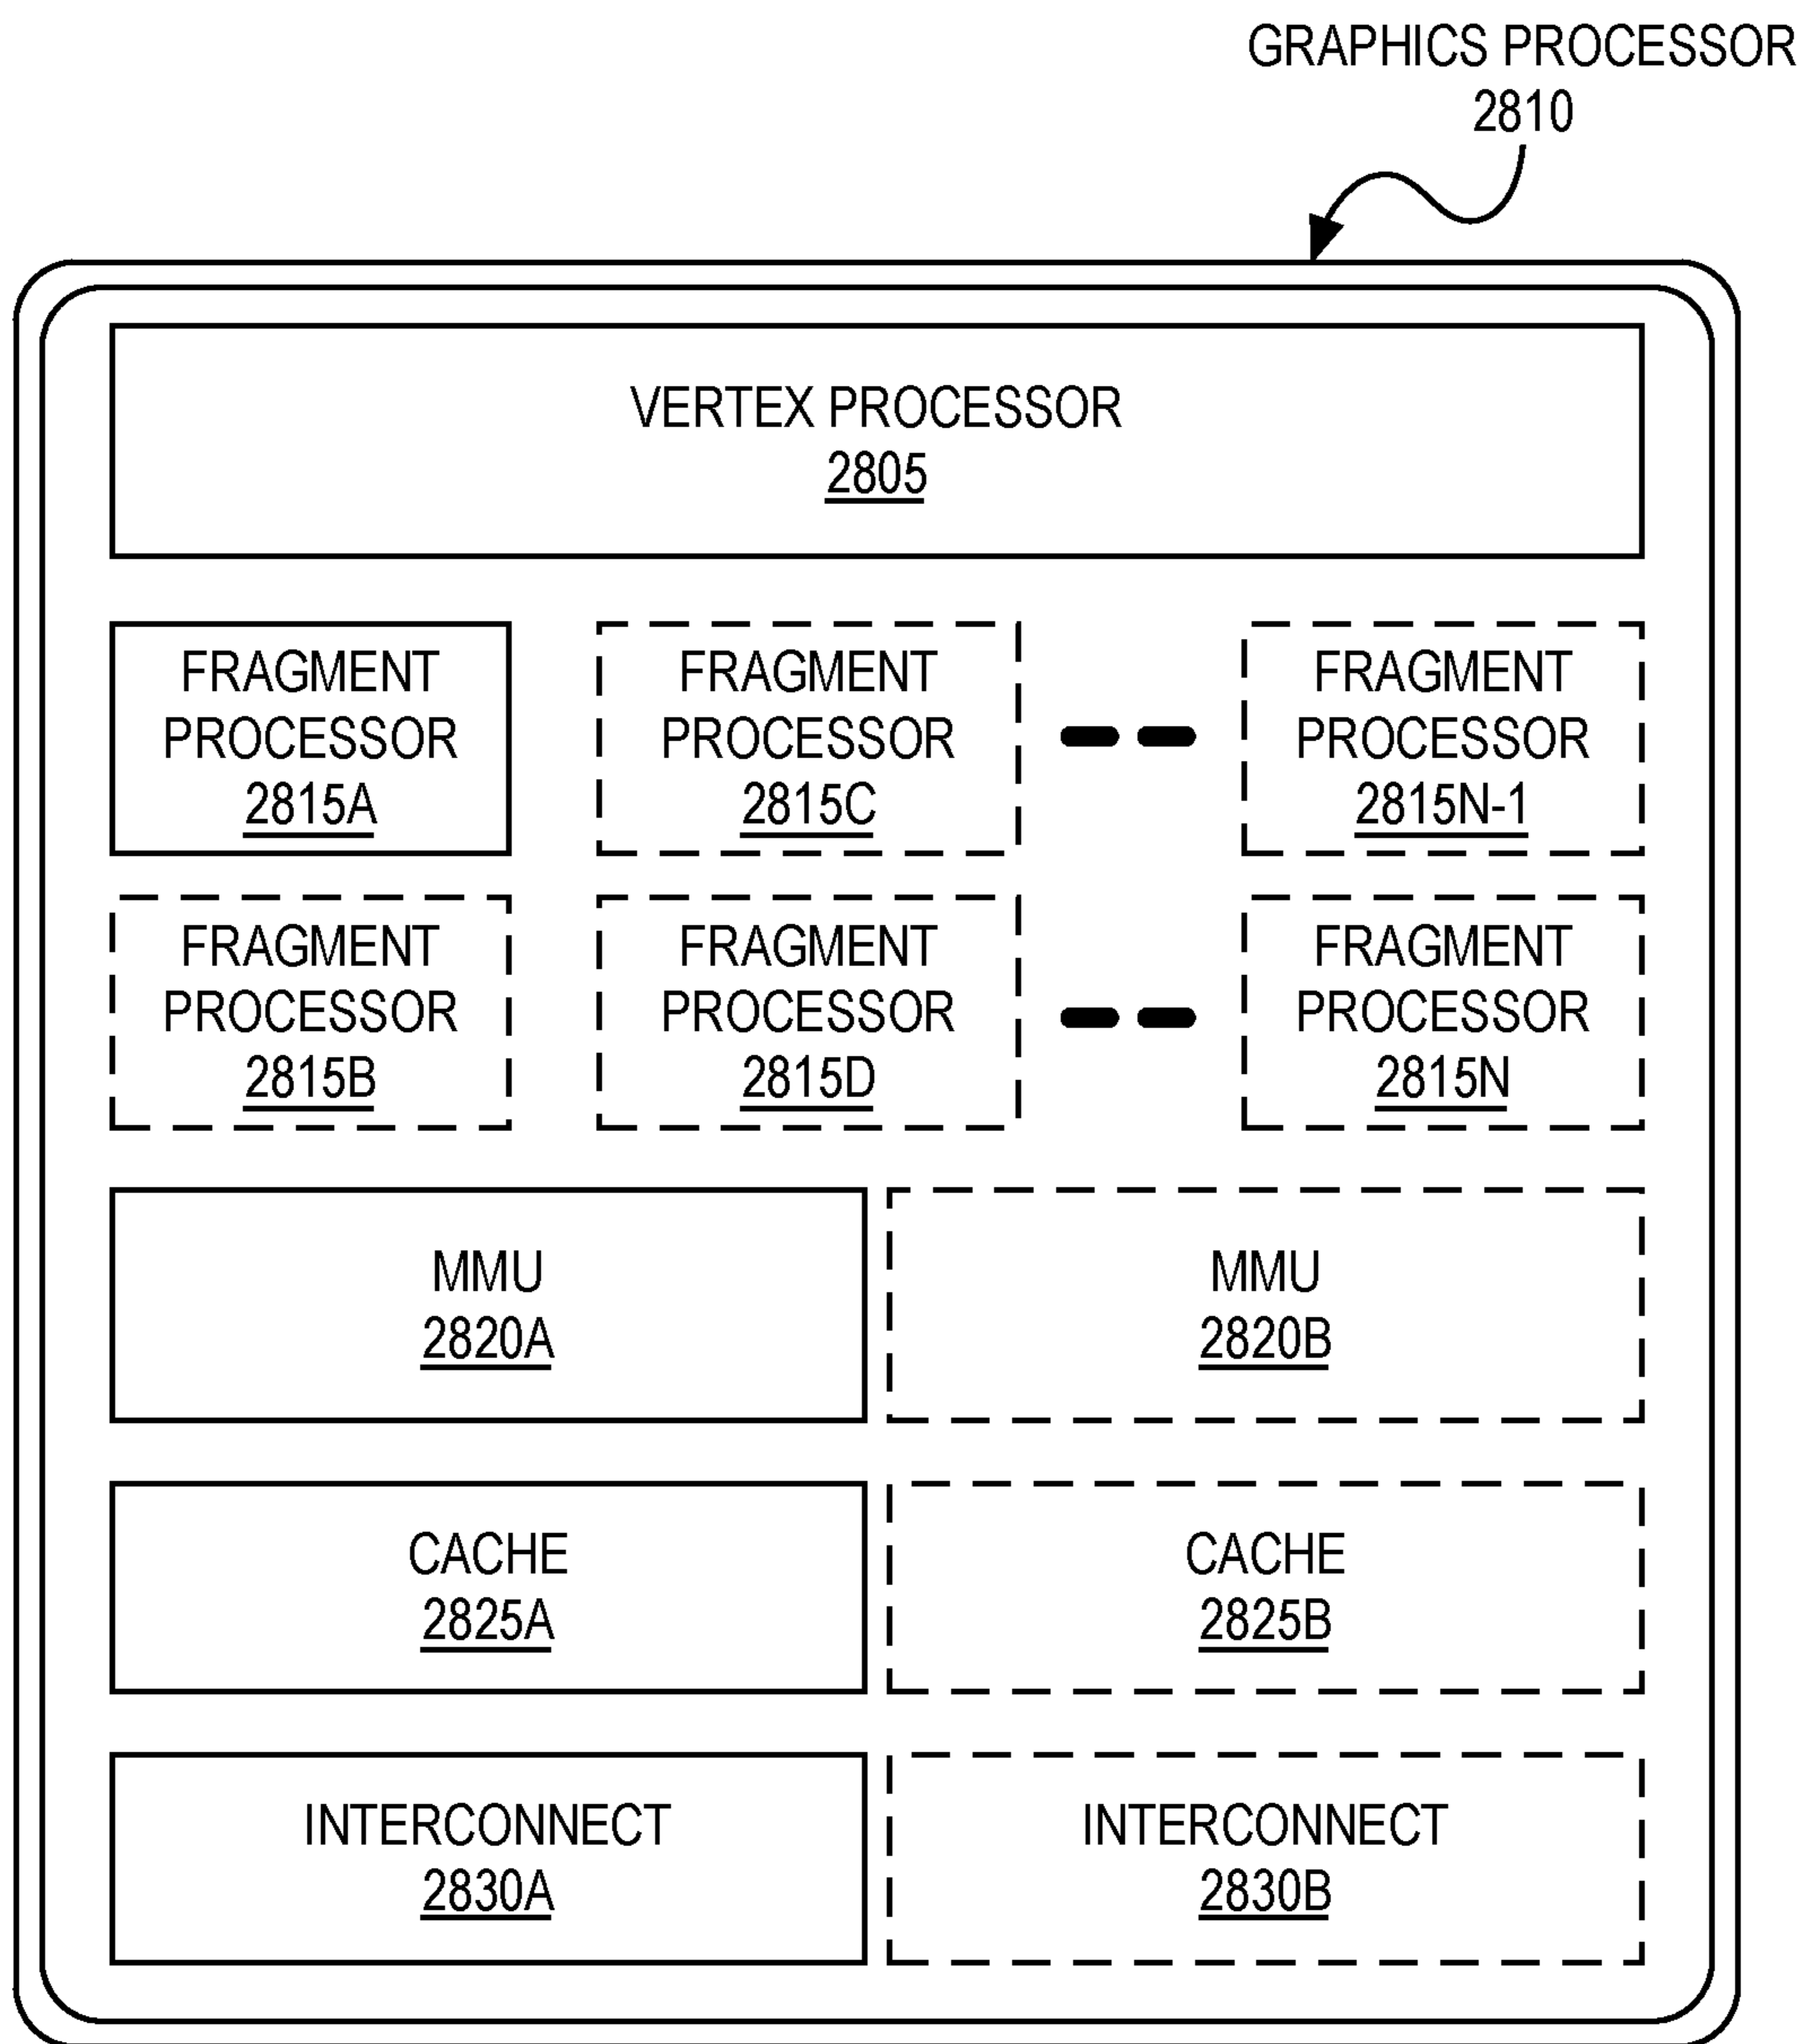 GRAPHICS PROCESSOR
2810
VERTEX PROCESSOR
2805
FRAGMENT
PROCESSOR
2815A
FRAGMENT
PROCESSOR
2815C
FRAGMENT
PROCESSOR
2815N-1
FRAGMENT
PROCESSOR
2815B
FRAGMENT
PROCESSOR
2815D
FRAGMENT
PROCESSOR
2815N
MMU
2820A
MMU
2820B
CACHE
2825A
CACHE
2825B
INTERCONNECT
2830A
INTERCONNECT
2830B